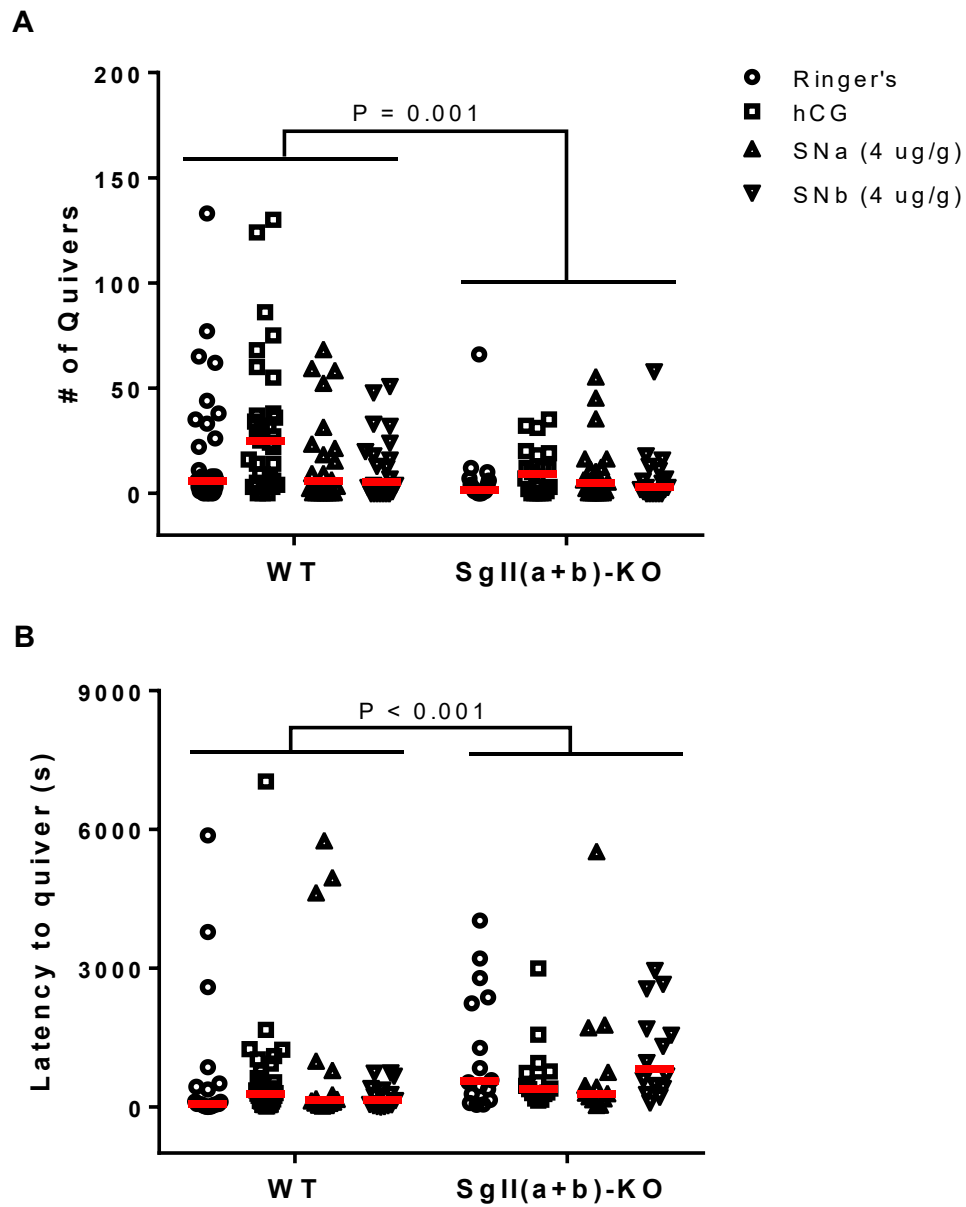 A
200
150
100
50
0
# of Quivers
P = 0.001
Ringer's
hCG
SNa (4 ug/g)
SNb (4 ug/g)
WT
SgII(a+b)-KO
B
9000
6000
3000
0
Latency to quiver (s)
P < 0.001
WT
SgII(a+b)-KO